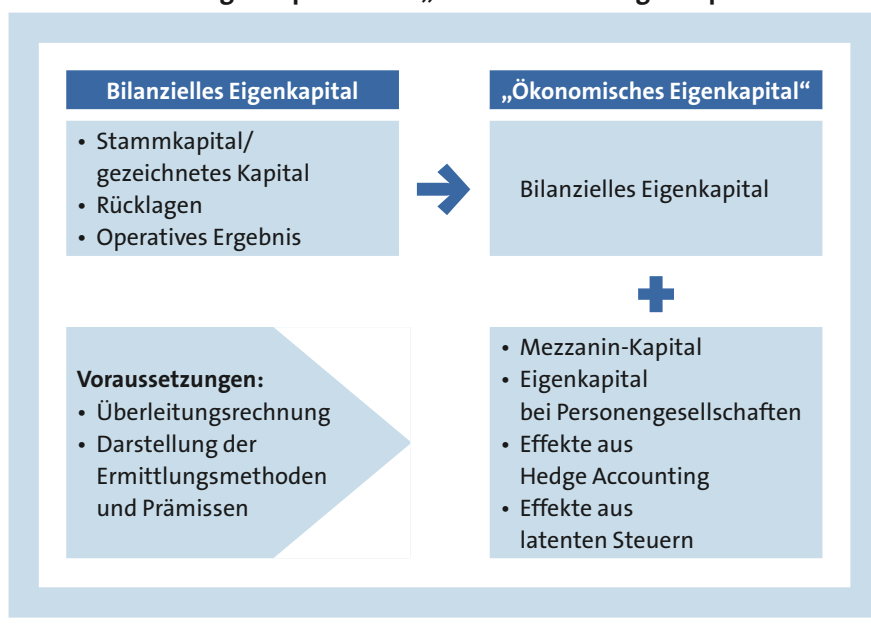 Bilanzielles Eigenkapital
• Stammkapital/
gezeichnetes Kapital
• Rücklagen
• Operatives Ergebnis
„Ökonomisches Eigenkapital“
Bilanzielles Eigenkapital
Voraussetzungen:
• Überleitungsrechnung
• Darstellung der
Ermittlungsmethoden
und Prämissen
• Mezzanin-Kapital
• Eigenkapital
bei Personengesellschaften
• Effekte aus
Hedge Accounting
• Effekte aus
latenten Steuern